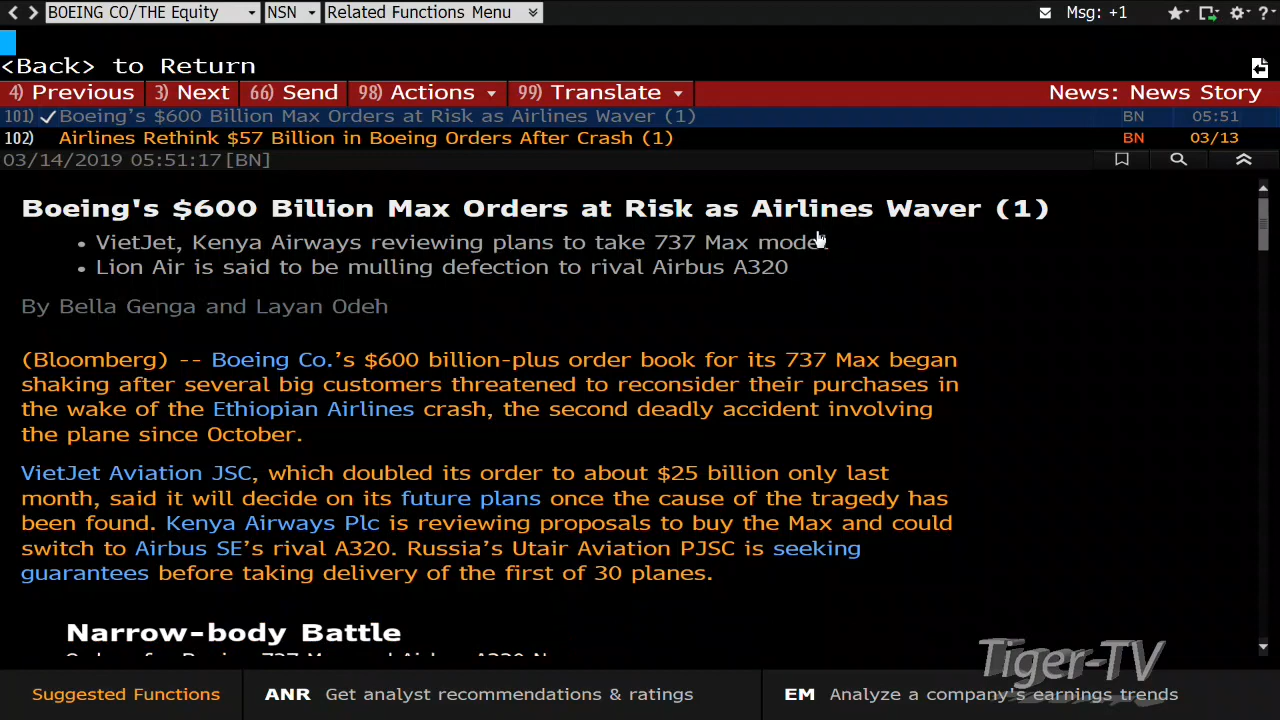 BOEING CO/THE Equity NSN Related Functions Menu Msg: +1
<Back> to Return
4) Previous 3) Next 66) Send 98) Actions 99) Translate News: News Story
101) Boeing's $600 Billion Max Orders at Risk as Airlines Waver (1) BN 05:51
102) Airlines Rethink $57 Billion in Boeing Orders After Crash (1) BN 03/13
03/14/2019 05:51:17 [BN]
Boeing's $600 Billion Max Orders at Risk as Airlines Waver (1)
• VietJet, Kenya Airways reviewing plans to take 737 Max model
• Lion Air is said to be mulling defection to rival Airbus A320
By Bella Genga and Layan Odeh
(Bloomberg) -- Boeing Co.'s $600 billion-plus order book for its 737 Max began
shaking after several big customers threatened to reconsider their purchases in
the wake of the Ethiopian Airlines crash, the second deadly accident involving
the plane since October.
VietJet Aviation JSC, which doubled its order to about $25 billion only last
month, said it will decide on its future plans once the cause of the tragedy has
been found. Kenya Airways Plc is reviewing proposals to buy the Max and could
switch to Airbus SE's rival A320. Russia's Utair Aviation PJSC is seeking
guarantees before taking delivery of the first of 30 planes.
Narrow-body Battle
Tiger-TV
Suggested Functions ANR Get analyst recommendations & ratings EM Analyze a company's earnings trends